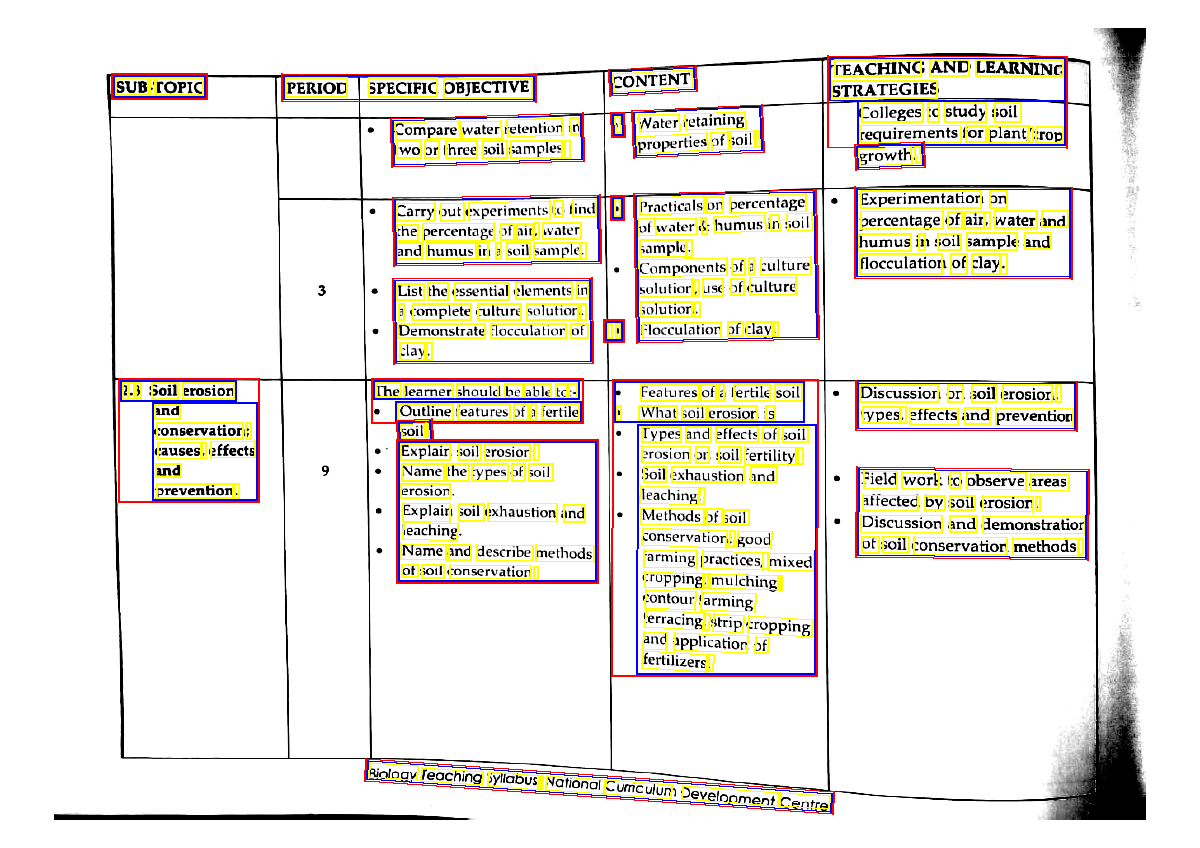 SUB-TOPIC PERIOD SPECIFIC OBJECTIVE CONTENT TEACHING AND LEARNING STRATEGIES
• Compare water retention in
two or three soil samples
• Water retaining
properties of soil
Colleges to study soil
requirements for plant/crop
growth.
3
• Carry out experiments to find
the percentage of air, water
and humus in a soil sample.
• List the essential elements in
a complete culture solution.
• Demonstrate flocculation of
clay.
• Practicals on percentage
of water & humus in soil
sample.
• Components of a culture
solution, use of culture
solution.
• Flocculation of clay.
• Experimentation on
percentage of air, water and
humus in soil sample and
flocculation of clay.
2.3 Soil erosion
and
conservation;
causes, effects
and
prevention.
9
The learner should be able to:-
• Outline features of a fertile
soil
• Explain soil erosion
• Name the types of soil
erosion.
• Explain soil exhaustion and
leaching.
• Name and describe methods
of soil conservation
• Features of a fertile soil
• What soil erosion is
• Types and effects of soil
erosion on soil fertility
• Soil exhaustion and
leaching.
• Methods of soil
conservation: good
farming practices, mixed
cropping, mulching
contour farming
terracing, strip cropping
and application of
fertilizers.
• Discussion on soil erosion,
types, effects and prevention
• Field work to observe areas
affected by soil erosion.
• Discussion and demonstration
of soil conservation methods
Biology Teaching Syllabus National Curriculum Development Centre